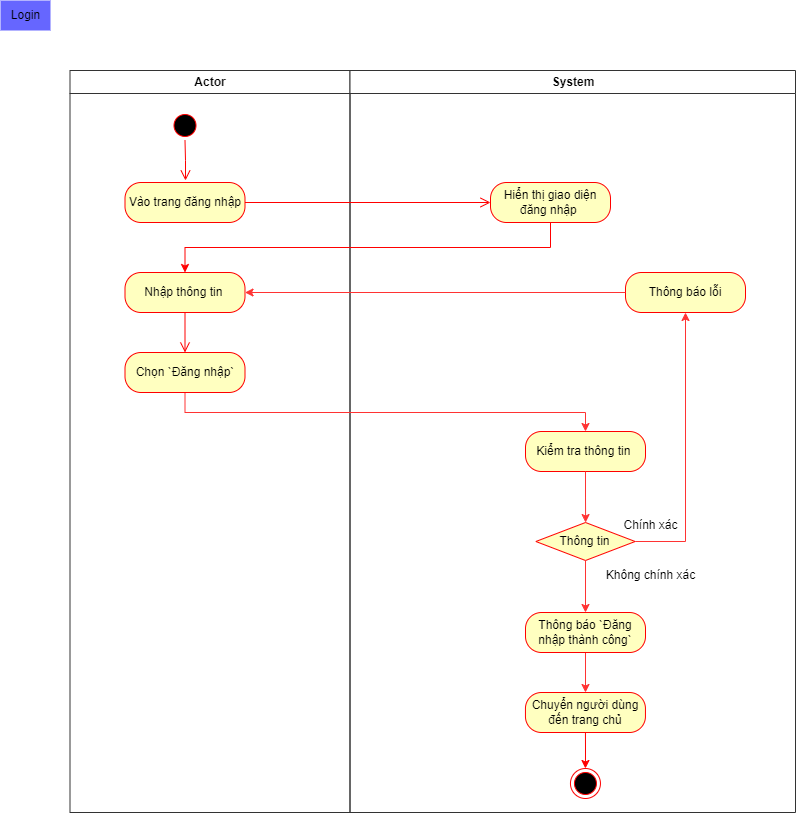 Login
Actor
System
Vào trang đăng nhập
Hiển thị giao diện
đăng nhập
Nhập thông tin
Thông báo lỗi
Chọn `Đăng nhập`
Kiểm tra thông tin
Chính xác
Thông tin
Không chính xác
Thông báo `Đăng
nhập thành công`
Chuyển người dùng
đến trang chủ